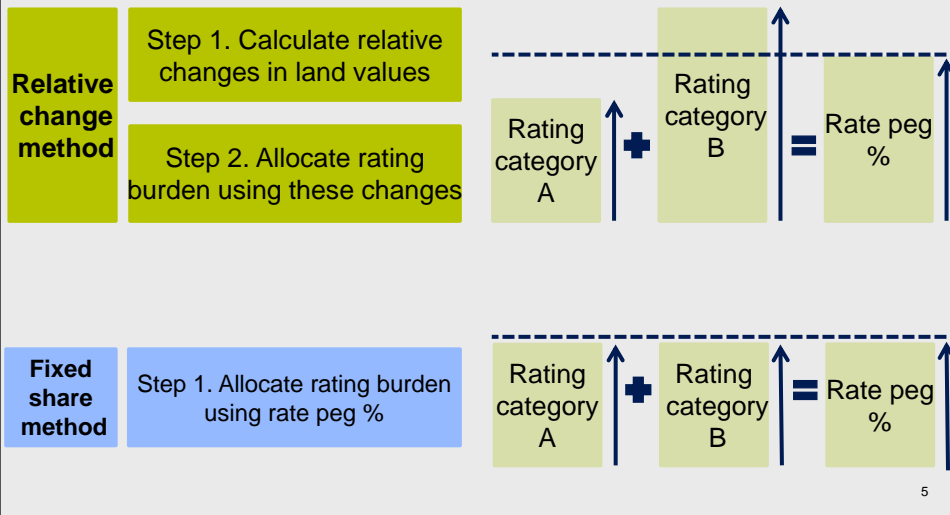 Relative
change
method
Step 1. Calculate relative
changes in land values
Step 2. Allocate rating
burden using these changes
Rating
category
A
Rating
category
B
Rate peg
%
Fixed
share
method
Step 1. Allocate rating burden
using rate peg %
Rating
category
A
Rating
category
B
Rate peg
%
5